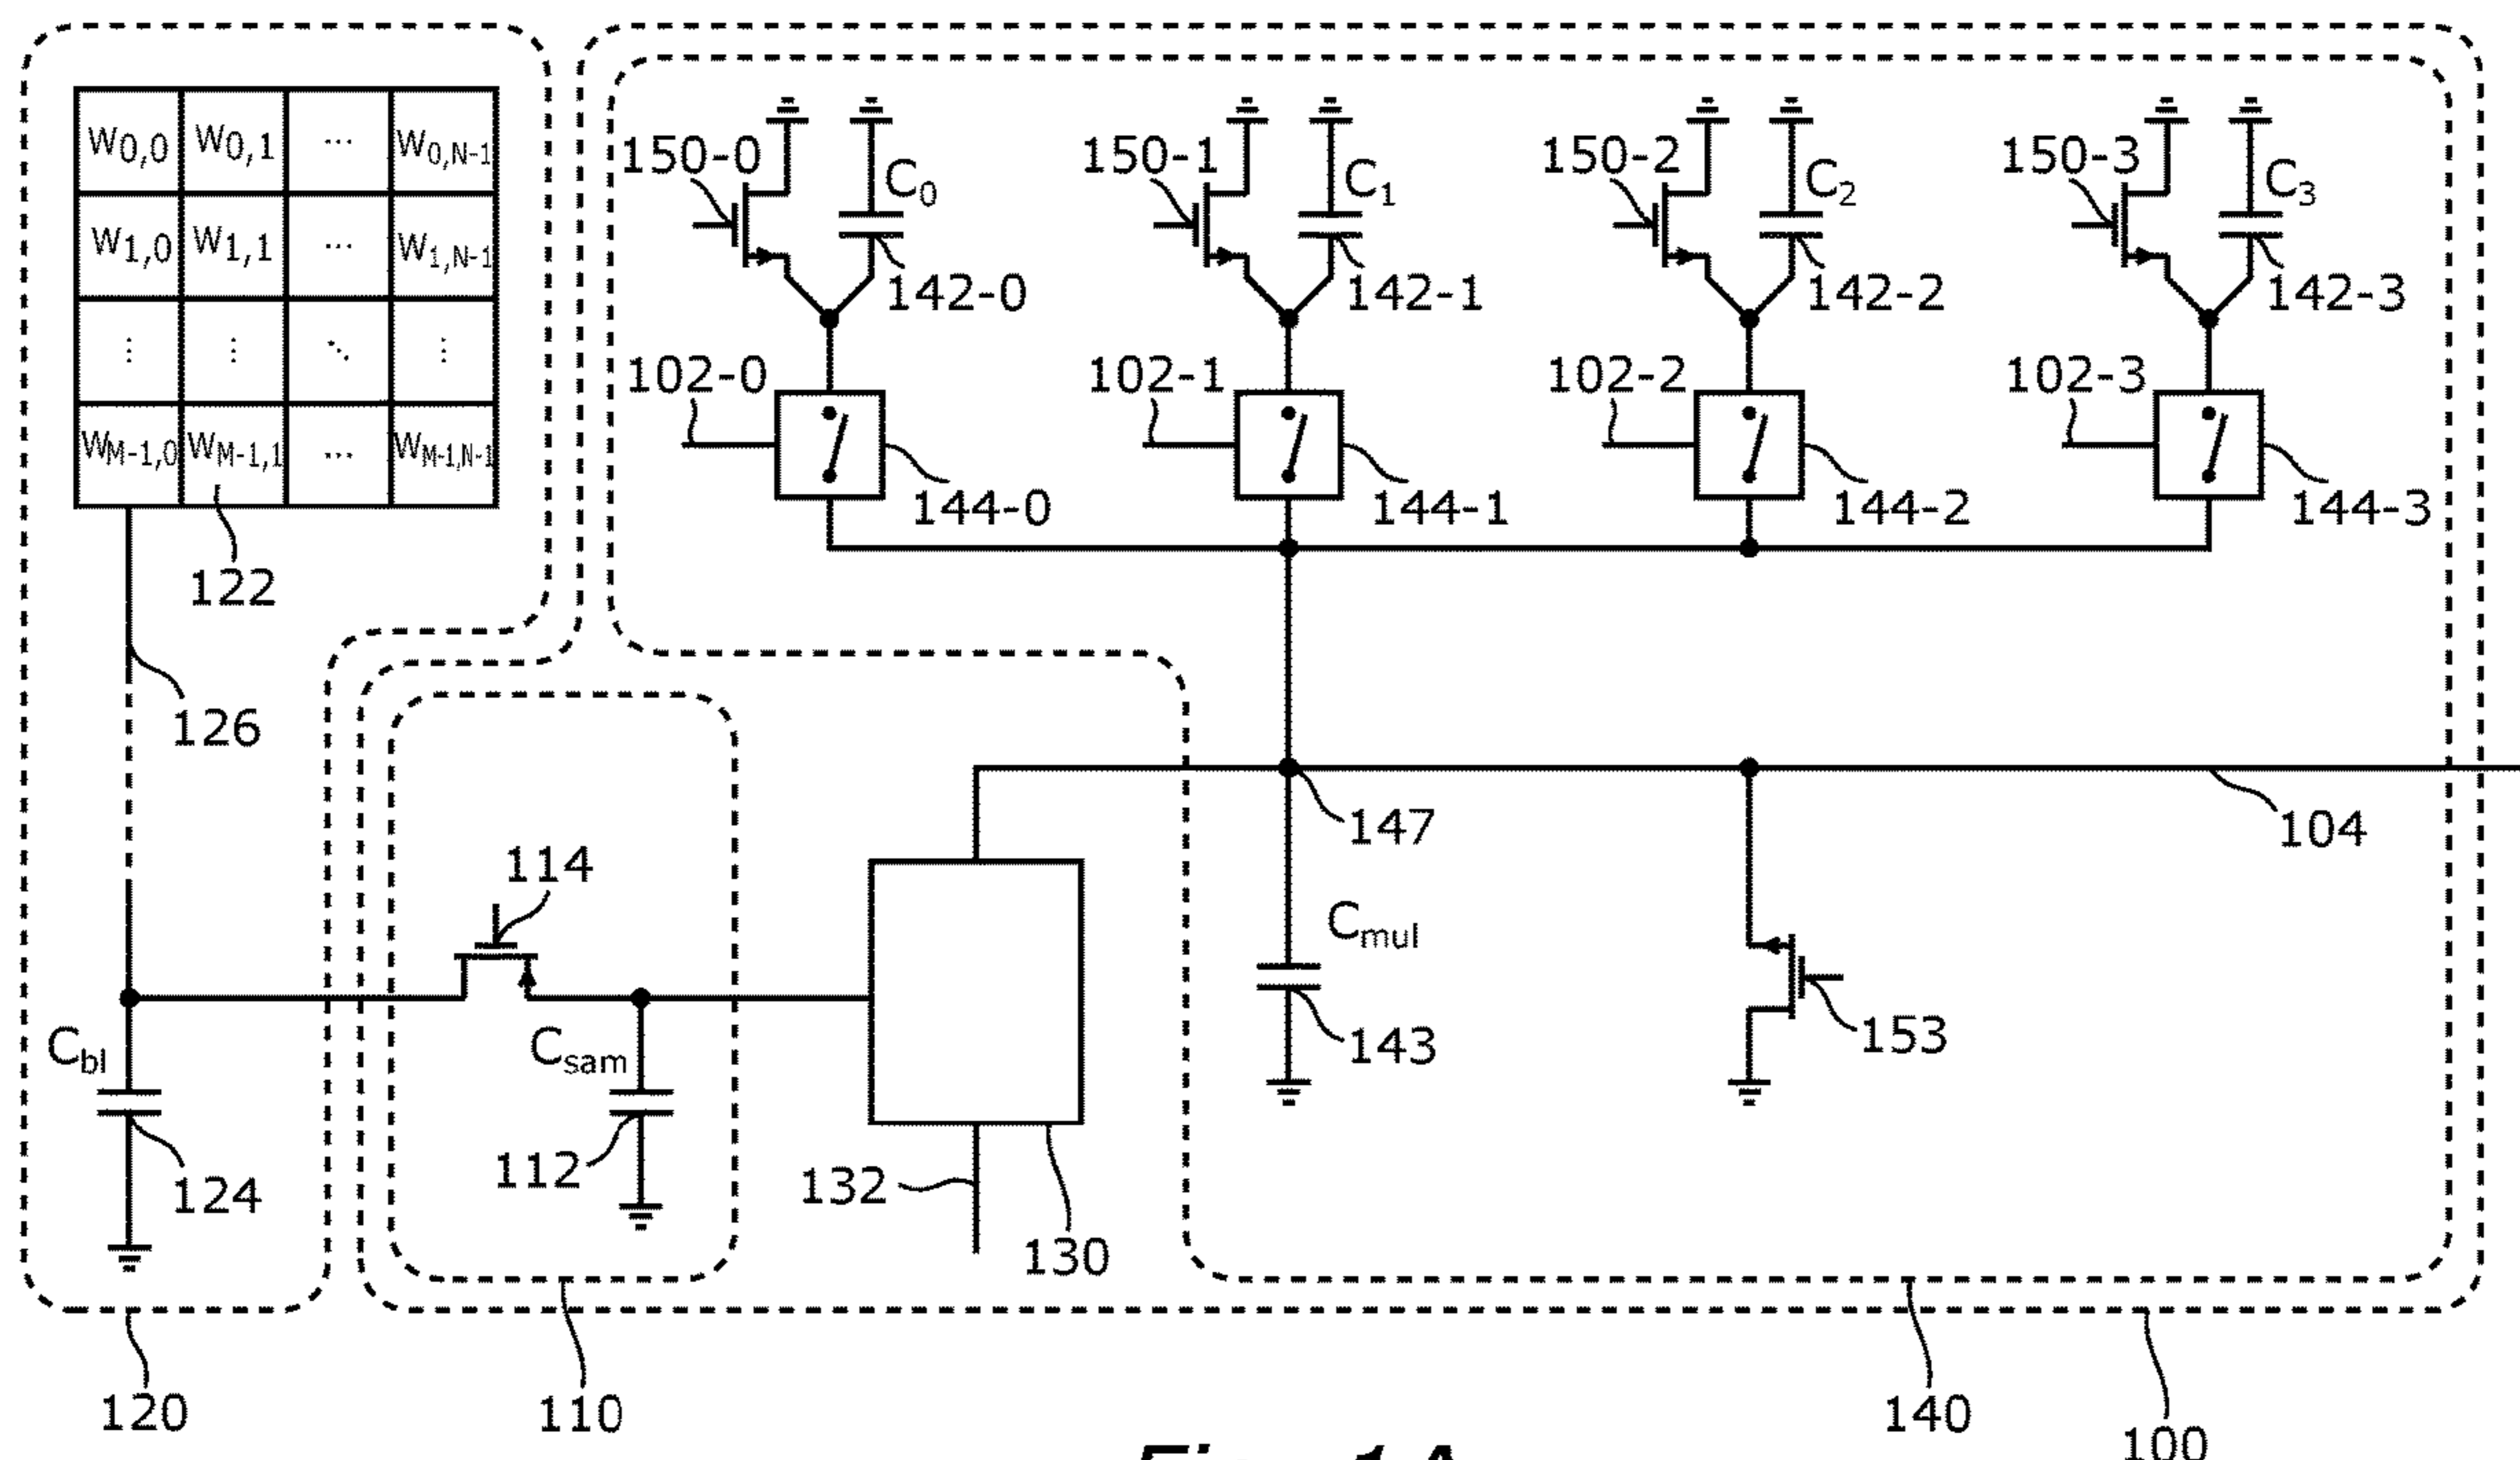 W0,0 W0,1 ... W0,N-1
W1,0 W1,1 ... W1,N-1
⋮ ⋮ ⋱ ⋮
WM-1,0 WM-1,1 ... WM-1,N-1
150-0 C0 150-1 C1 150-2 C2 150-3 C3
142-0 142-1 142-2 142-3
102-0 102-1 102-2 102-3
144-0 144-1 144-2 144-3
122
126
147
104
114
Cmul
Cbl Csam
143 153
124 112 132 130
120 110 140 100